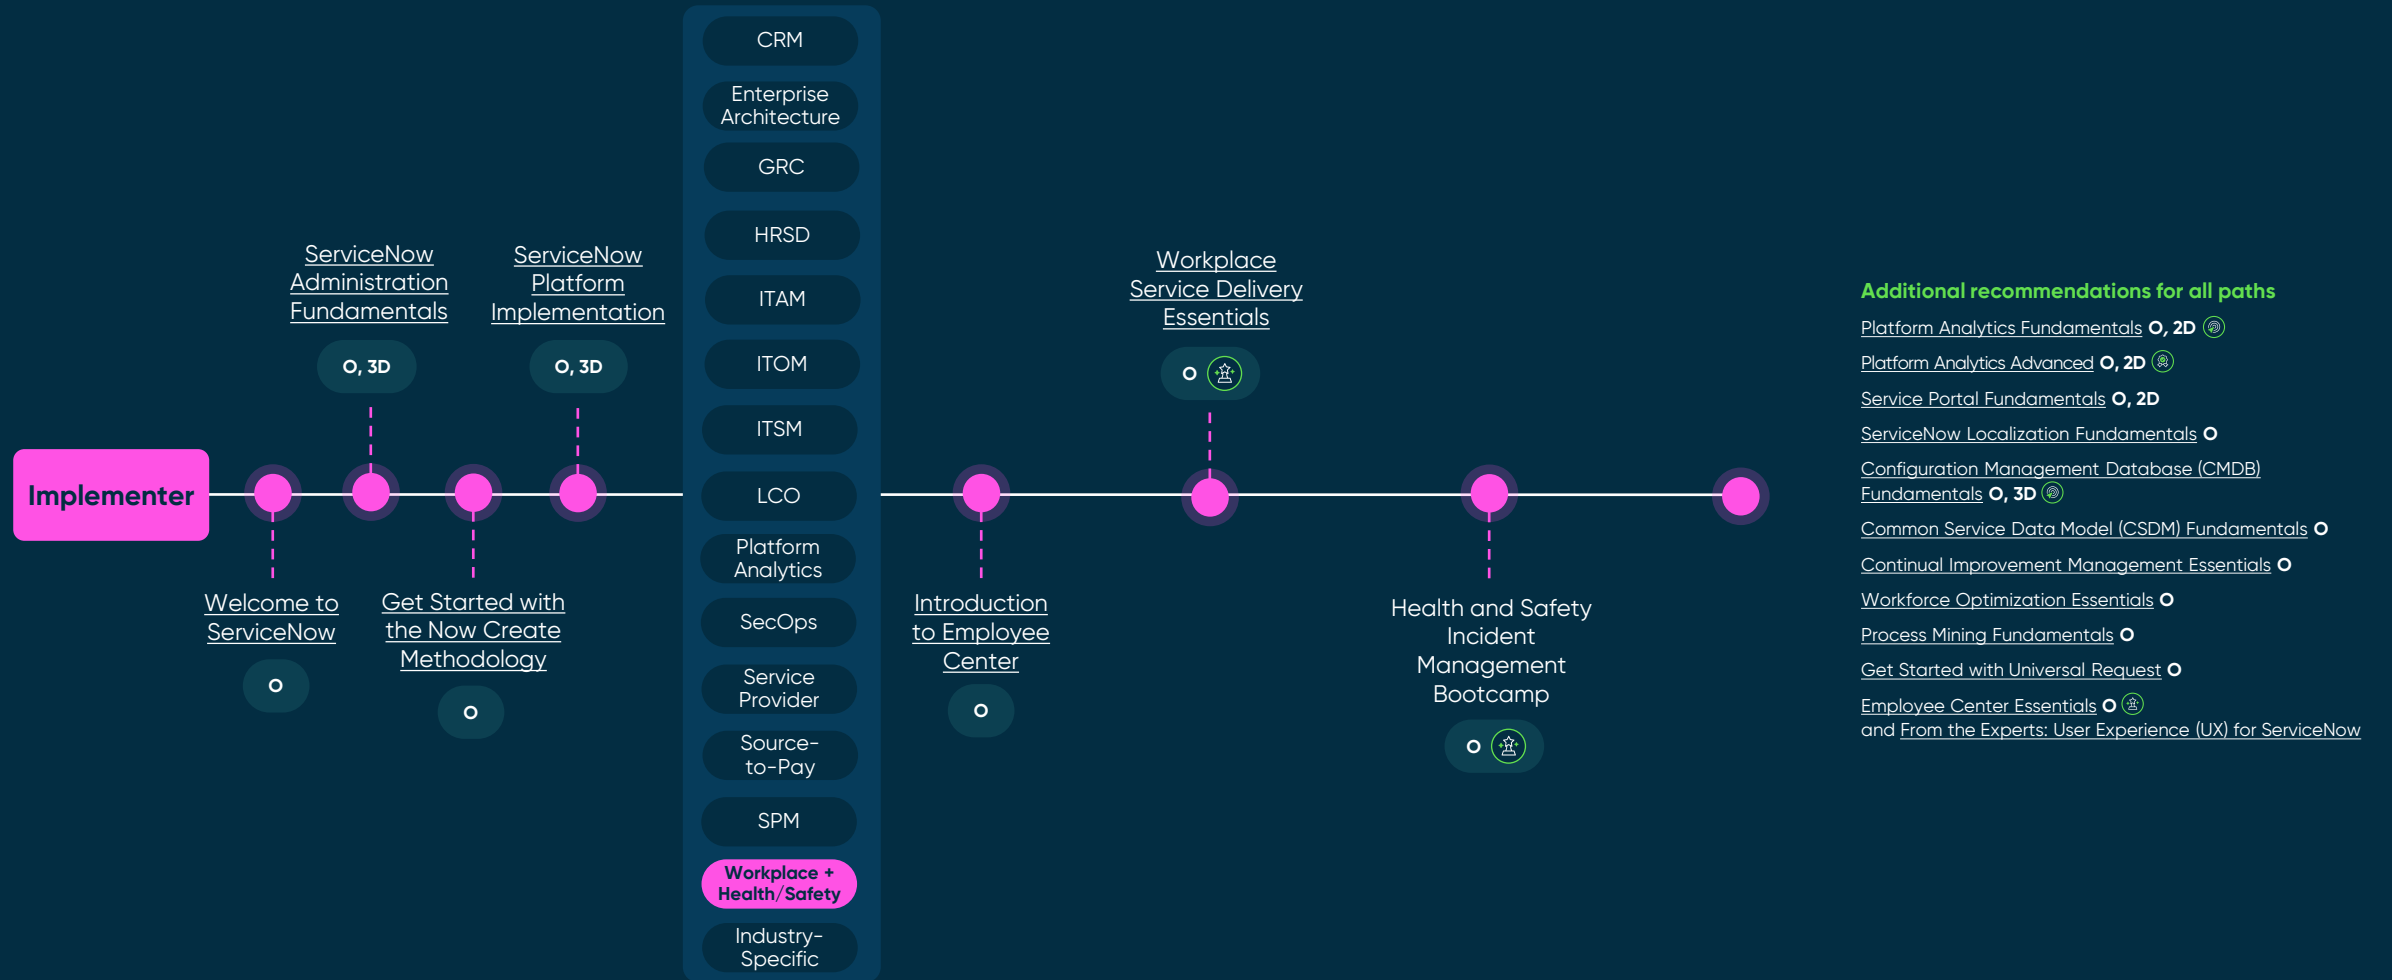 Implementer
Welcome to
ServiceNow
O
ServiceNow
Administration
Fundamentals
O, 3D
Get Started with
the Now Create
Methodology
O
ServiceNow
Platform
Implementation
O, 3D
CRM
Enterprise
Architecture
GRC
HRSD
ITAM
ITOM
ITSM
LCO
Platform
Analytics
SecOps
Service
Provider
Source-
to-Pay
SPM
Workplace +
Health/Safety
Industry-
Specific
Introduction
to Employee
Center
O
Workplace
Service Delivery
Essentials
O
Health and Safety
Incident
Management
Bootcamp
O
Additional recommendations for all paths
Platform Analytics Fundamentals O, 2D
Platform Analytics Advanced O, 2D
Service Portal Fundamentals O, 2D
ServiceNow Localization Fundamentals O
Configuration Management Database (CMDB)
Fundamentals O, 3D
Common Service Data Model (CSDM) Fundamentals O
Continual Improvement Management Essentials O
Workforce Optimization Essentials O
Process Mining Fundamentals O
Get Started with Universal Request O
Employee Center Essentials O
and From the Experts: User Experience (UX) for ServiceNow